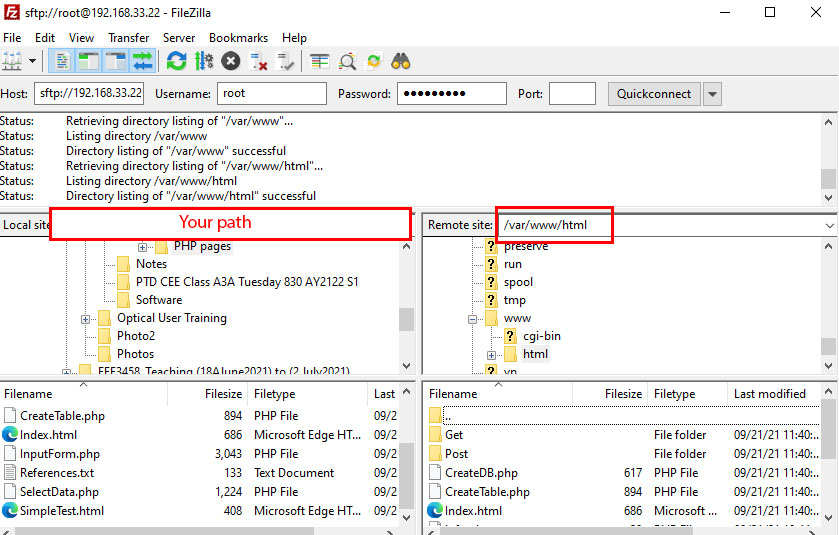 sftp://root@192.168.33.22 - FileZilla
File Edit View Transfer Server Bookmarks Help
Host: sftp://192.168.33.22 Username: root Password: ●●●●●●●●● Port: Quickconnect
Status: Retrieving directory listing of "/var/www"...
Status: Listing directory /var/www
Status: Directory listing of "/var/www" successful
Status: Retrieving directory listing of "/var/www/html"...
Status: Listing directory /var/www/html
Status: Directory listing of "/var/www/html" successful
Local site: Your path
PHP pages
Notes
PTD CEE Class A3A Tuesday 830 AY2122 S1
Software
Optical User Training
Photo2
Photos
EEE3458 Teaching (18June2021) to (2 July2021)
Remote site: /var/www/html
preserve
run
spool
tmp
www
cgi-bin
html
yp
Filename Filesize Filetype Last
CreateTable.php 894 PHP File 09/2
Index.html 686 Microsoft Edge HT... 09/2
InputForm.php 3,043 PHP File 09/2
References.txt 133 Text Document 09/2
SelectData.php 1,224 PHP File 09/2
SimpleTest.html 408 Microsoft Edge HT... 09/2
Filename Filesize Filetype Last modified
..
Get File folder 09/21/21 11:40:..
Post File folder 09/21/21 11:40:..
CreateDB.php 617 PHP File 09/21/21 11:40:..
CreateTable.php 894 PHP File 09/21/21 11:40:..
Index.html 686 Microsoft ... 09/21/21 11:40:..